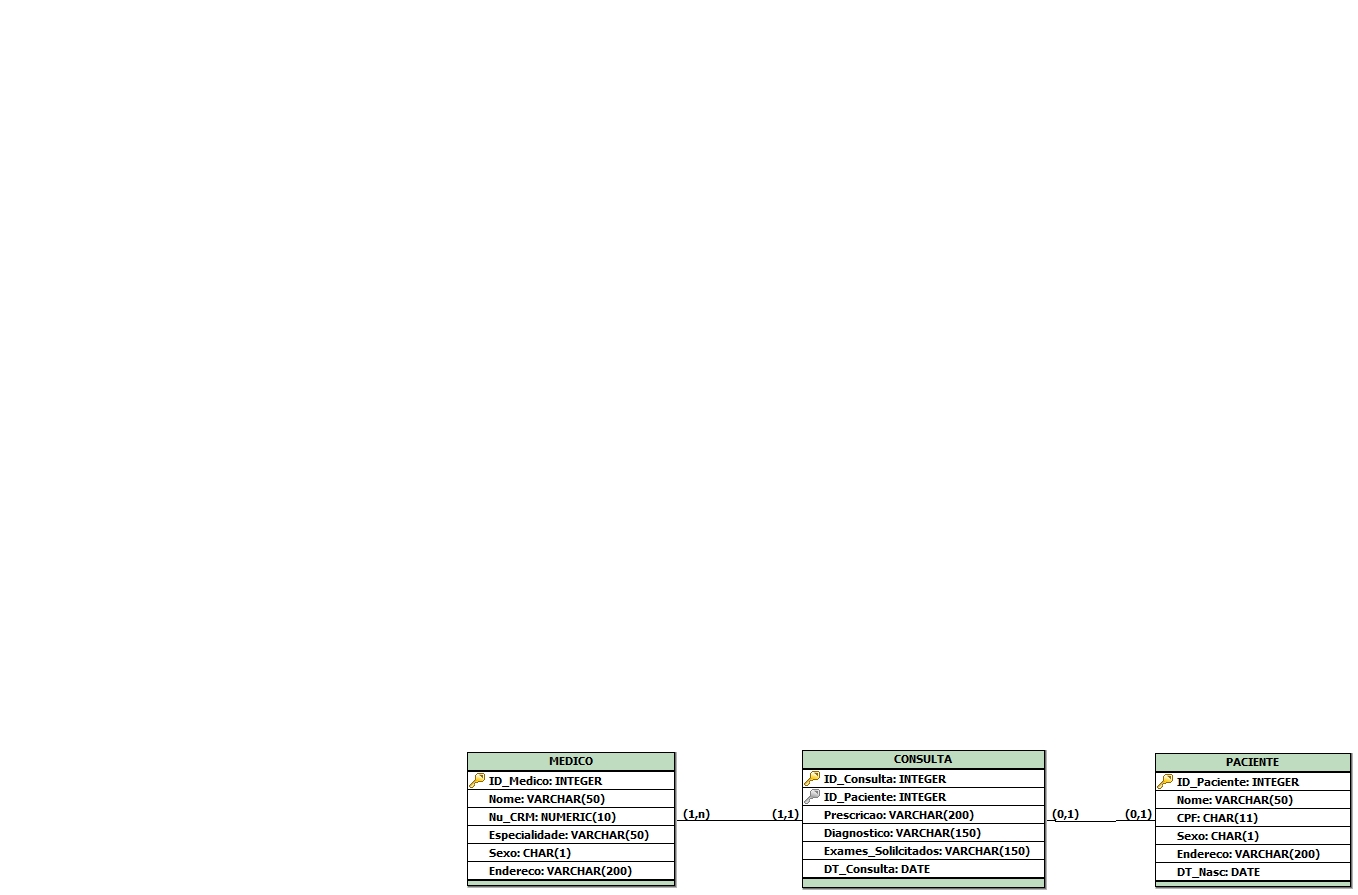 MEDICO
ID_Medico: INTEGER
Nome: VARCHAR(50)
Nu_CRM: NUMERIC(10)
Especialidade: VARCHAR(50)
Sexo: CHAR(1)
Endereco: VARCHAR(200)
(1,n)
(1,1)
CONSULTA
ID_Consulta: INTEGER
ID_Paciente: INTEGER
Prescricao: VARCHAR(200)
Diagnostico: VARCHAR(150)
Exames_Solilcitados: VARCHAR(150)
DT_Consulta: DATE
(0,1)
(0,1)
PACIENTE
ID_Paciente: INTEGER
Nome: VARCHAR(50)
CPF: CHAR(11)
Sexo: CHAR(1)
Endereco: VARCHAR(200)
DT_Nasc: DATE